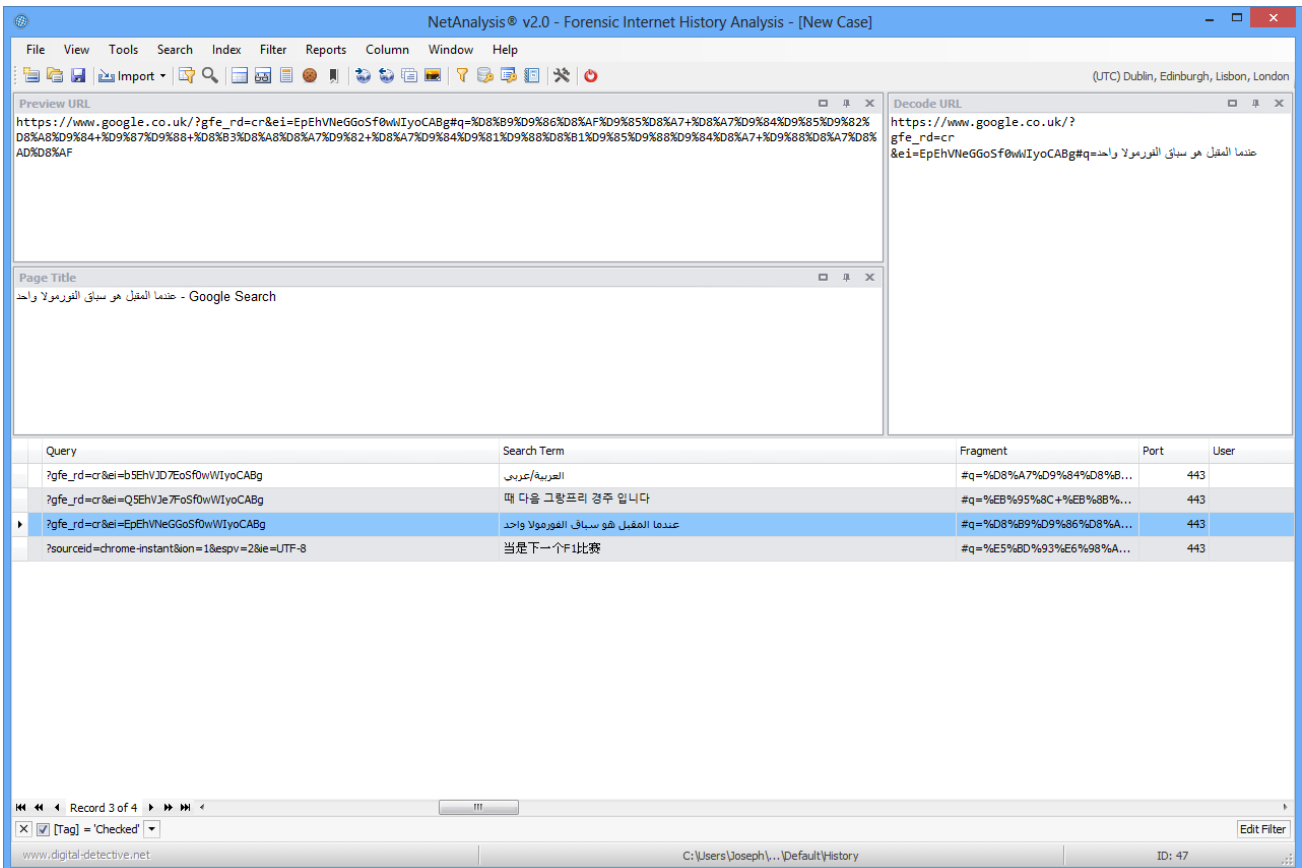 NetAnalysis® v2.0 - Forensic Internet History Analysis - [New Case]
File View Tools Search Index Filter Reports Column Window Help
Import
(UTC) Dublin, Edinburgh, Lisbon, London
Preview URL
https://www.google.co.uk/?gfe_rd=cr&ei=EpEhVNeGGoSf0wWIyoCABg#q=%D8%B9%D9%86%D8%AF%D9%85%D8%A7+%D8%A7%D9%84%D9%85%D9%82%
D8%A8%D9%84+%D9%87%D9%88+%D8%B3%D8%A8%D8%A7%D9%82+%D8%A7%D9%84%D9%81%D9%88%D8%B1%D9%85%D9%88%D9%84%D8%A7+%D9%88%D8%A7%D8%
AD%D8%AF
Decode URL
https://www.google.co.uk/?
gfe_rd=cr
&ei=EpEhVNeGGoSf0wWIyoCABg#q=عندما المقبل هو سباق الفورمولا واحد
Page Title
عندما المقبل هو سباق الفورمولا واحد - Google Search
Query Search Term Fragment Port User
?gfe_rd=cr&ei=b5EhVJD7EoSf0wWIyoCABg العربية/عربي #q=%D8%A7%D9%84%D8%B... 443
?gfe_rd=cr&ei=Q5EhVJe7FoSf0wWIyoCABg 때 다음 그랑프리 경주 입니다 #q=%EB%95%8C+%EB%8B%... 443
?gfe_rd=cr&ei=EpEhVNeGGoSf0wWIyoCABg عندما المقبل هو سباق الفورمولا واحد #q=%D8%B9%D9%86%D8%A... 443
?sourceid=chrome-instant&ion=1&espv=2&ie=UTF-8 当是下一个F1比赛 #q=%E5%BD%93%E6%98%A... 443
Record 3 of 4
[Tag] = 'Checked'
Edit Filter
www.digital-detective.net
C:\Users\Joseph\...\Default\History
ID: 47